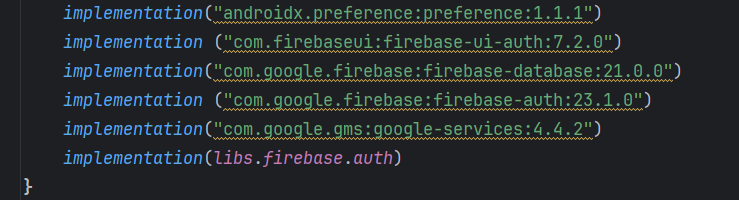 implementation("androidx.preference:preference:1.1.1")
implementation ("com.firebaseui:firebase-ui-auth:7.2.0")
implementation("com.google.firebase:firebase-database:21.0.0")
implementation ("com.google.firebase:firebase-auth:23.1.0")
implementation("com.google.gms:google-services:4.4.2")
implementation(libs.firebase.auth)
}